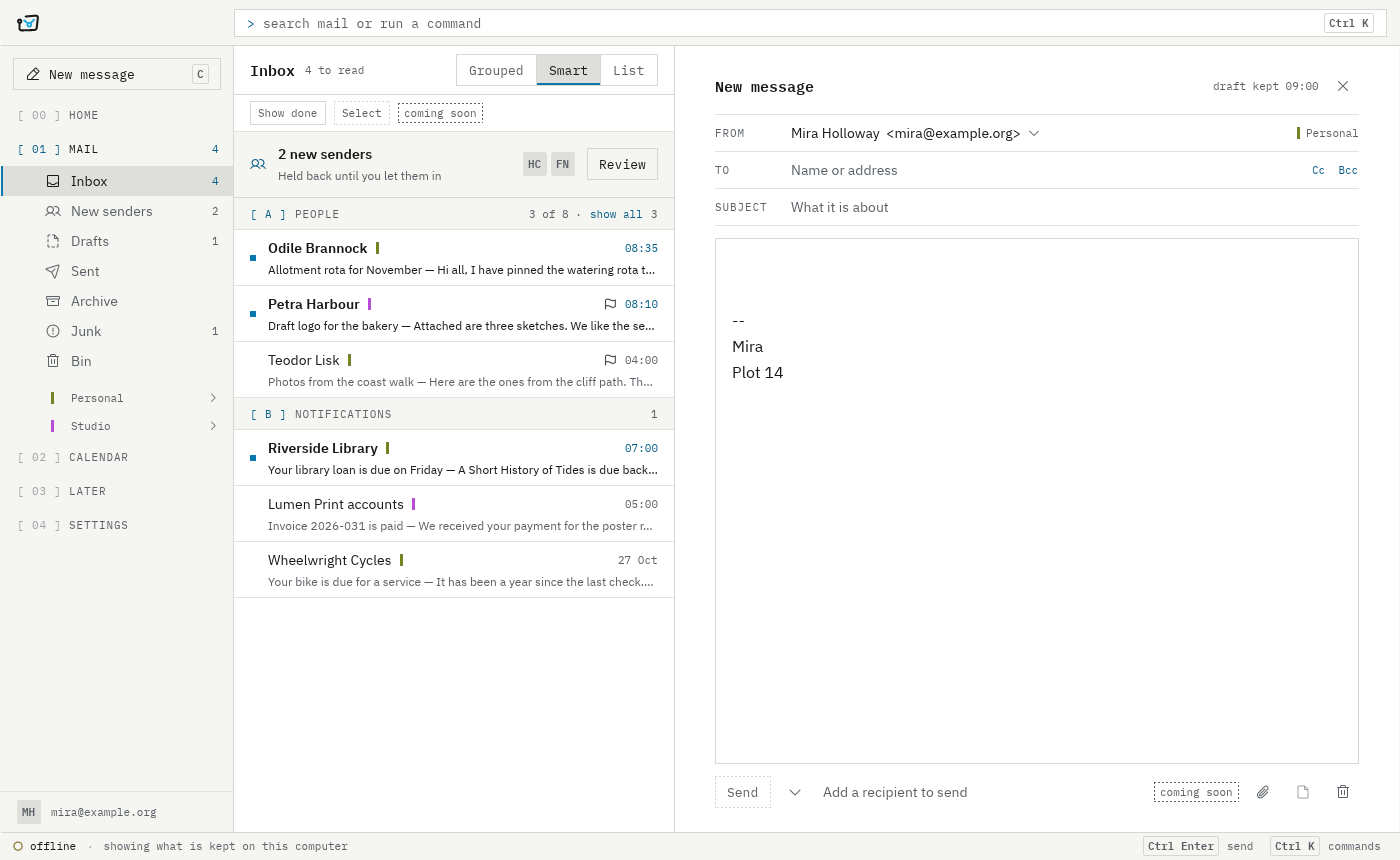 > search mail or run a command Ctrl K
New message C
[ 00 ] HOME
[ 01 ] MAIL 4
Inbox 4
New senders 2
Drafts 1
Sent
Archive
Junk 1
Bin
Personal
Studio
[ 02 ] CALENDAR
[ 03 ] LATER
[ 04 ] SETTINGS
MH mira@example.org
Inbox 4 to read Grouped Smart List
Show done Select coming soon
2 new senders
Held back until you let them in
HC FN Review
[ A ] PEOPLE 3 of 8 · show all 3
Odile Brannock 08:35
Allotment rota for November — Hi all, I have pinned the watering rota t…
Petra Harbour 08:10
Draft logo for the bakery — Attached are three sketches. We like the se…
Teodor Lisk 04:00
Photos from the coast walk — Here are the ones from the cliff path. Th…
[ B ] NOTIFICATIONS 1
Riverside Library 07:00
Your library loan is due on Friday — A Short History of Tides is due back…
Lumen Print accounts 05:00
Invoice 2026-031 is paid — We received your payment for the poster r…
Wheelwright Cycles 27 Oct
Your bike is due for a service — It has been a year since the last check.…
New message draft kept 09:00
FROM Mira Holloway <mira@example.org> Personal
TO Name or address Cc Bcc
SUBJECT What it is about
--
Mira
Plot 14
Send Add a recipient to send coming soon
offline · showing what is kept on this computer Ctrl Enter send Ctrl K commands